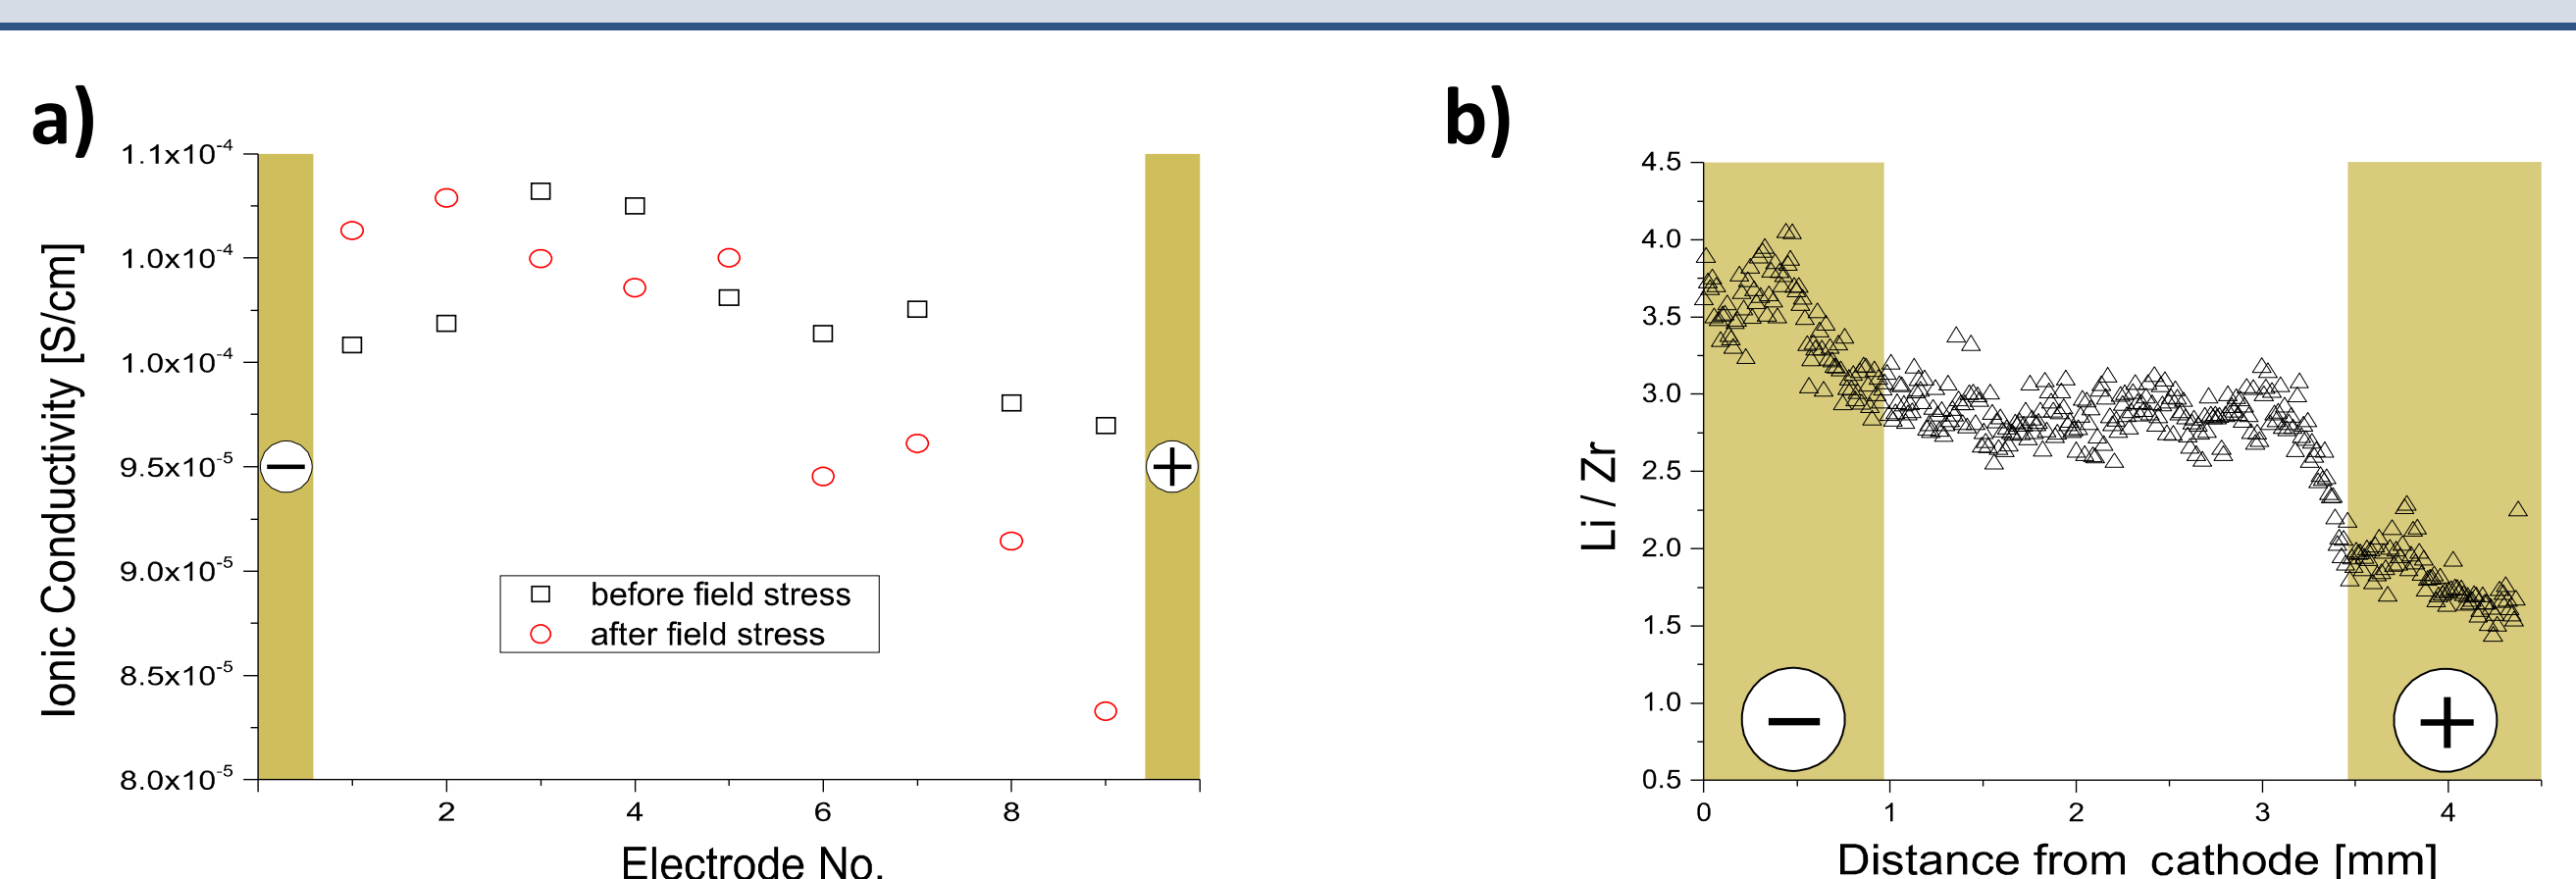 a)
1.1x10⁻⁴
1.0x10⁻⁴
1.0x10⁻⁴
9.5x10⁻⁵
9.0x10⁻⁵
8.5x10⁻⁵
8.0x10⁻⁵
Ionic Conductivity [S/cm]
−
+
before field stress
after field stress
2 4 6 8
Electrode No.
b)
4.5
4.0
3.5
3.0
2.5
2.0
1.5
1.0
0.5
Li / Zr
−
+
0 1 2 3 4
Distance from cathode [mm]